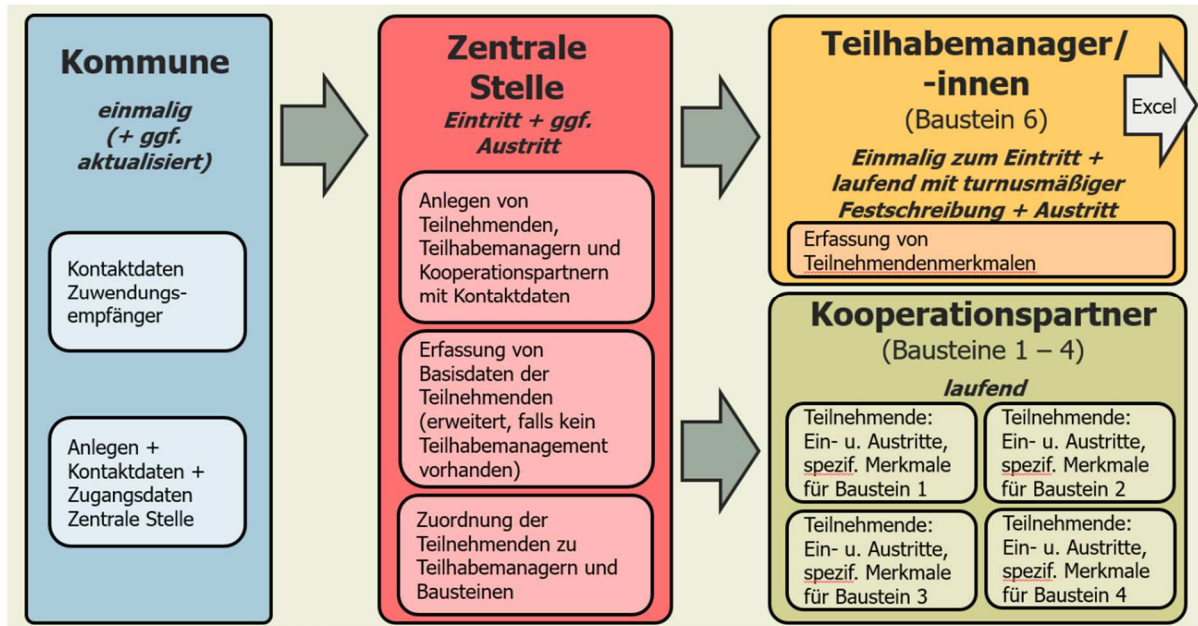 Kommune
einmalig
(+ ggf.
aktualisiert)
Kontaktdaten
Zuwendungs-
empfänger
Anlegen +
Kontaktdaten +
Zugangsdaten
Zentrale Stelle
Zentrale
Stelle
Eintritt + ggf.
Austritt
Anlegen von
Teilnehmenden,
Teilhabemanagern und
Kooperationspartnern
mit Kontaktdaten
Erfassung von
Basisdaten der
Teilnehmenden
(erweitert, falls kein
Teilhabemanagement
vorhanden)
Zuordnung der
Teilnehmenden zu
Teilhabemanagern und
Bausteinen
Teilhabemanager/
-innen
(Baustein 6)
Excel
Einmalig zum Eintritt +
laufend mit turnusmäßiger
Festschreibung + Austritt
Erfassung von
Teilnehmendenmerkmalen
Kooperationspartner
(Bausteine 1 – 4)
laufend
Teilnehmende:
Ein- u. Austritte,
spezif. Merkmale
für Baustein 1
Teilnehmende:
Ein- u. Austritte,
spezif. Merkmale
für Baustein 2
Teilnehmende:
Ein- u. Austritte,
spezif. Merkmale
für Baustein 3
Teilnehmende:
Ein- u. Austritte,
spezif. Merkmale
für Baustein 4